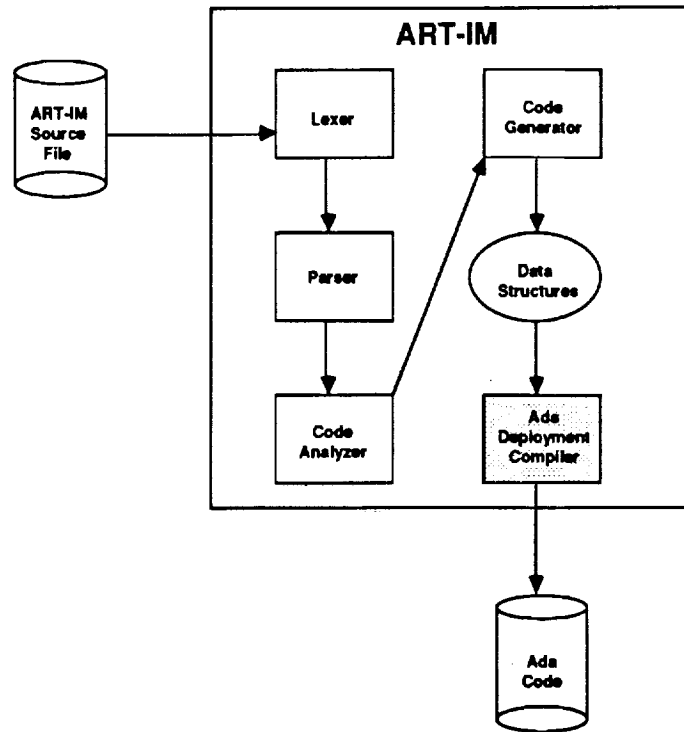 ART-IM
ART-IM
Source
File
Lexer
Code
Generator
Parser
Data
Structures
Code
Analyzer
Ada
Deployment
Compiler
Ada
Code